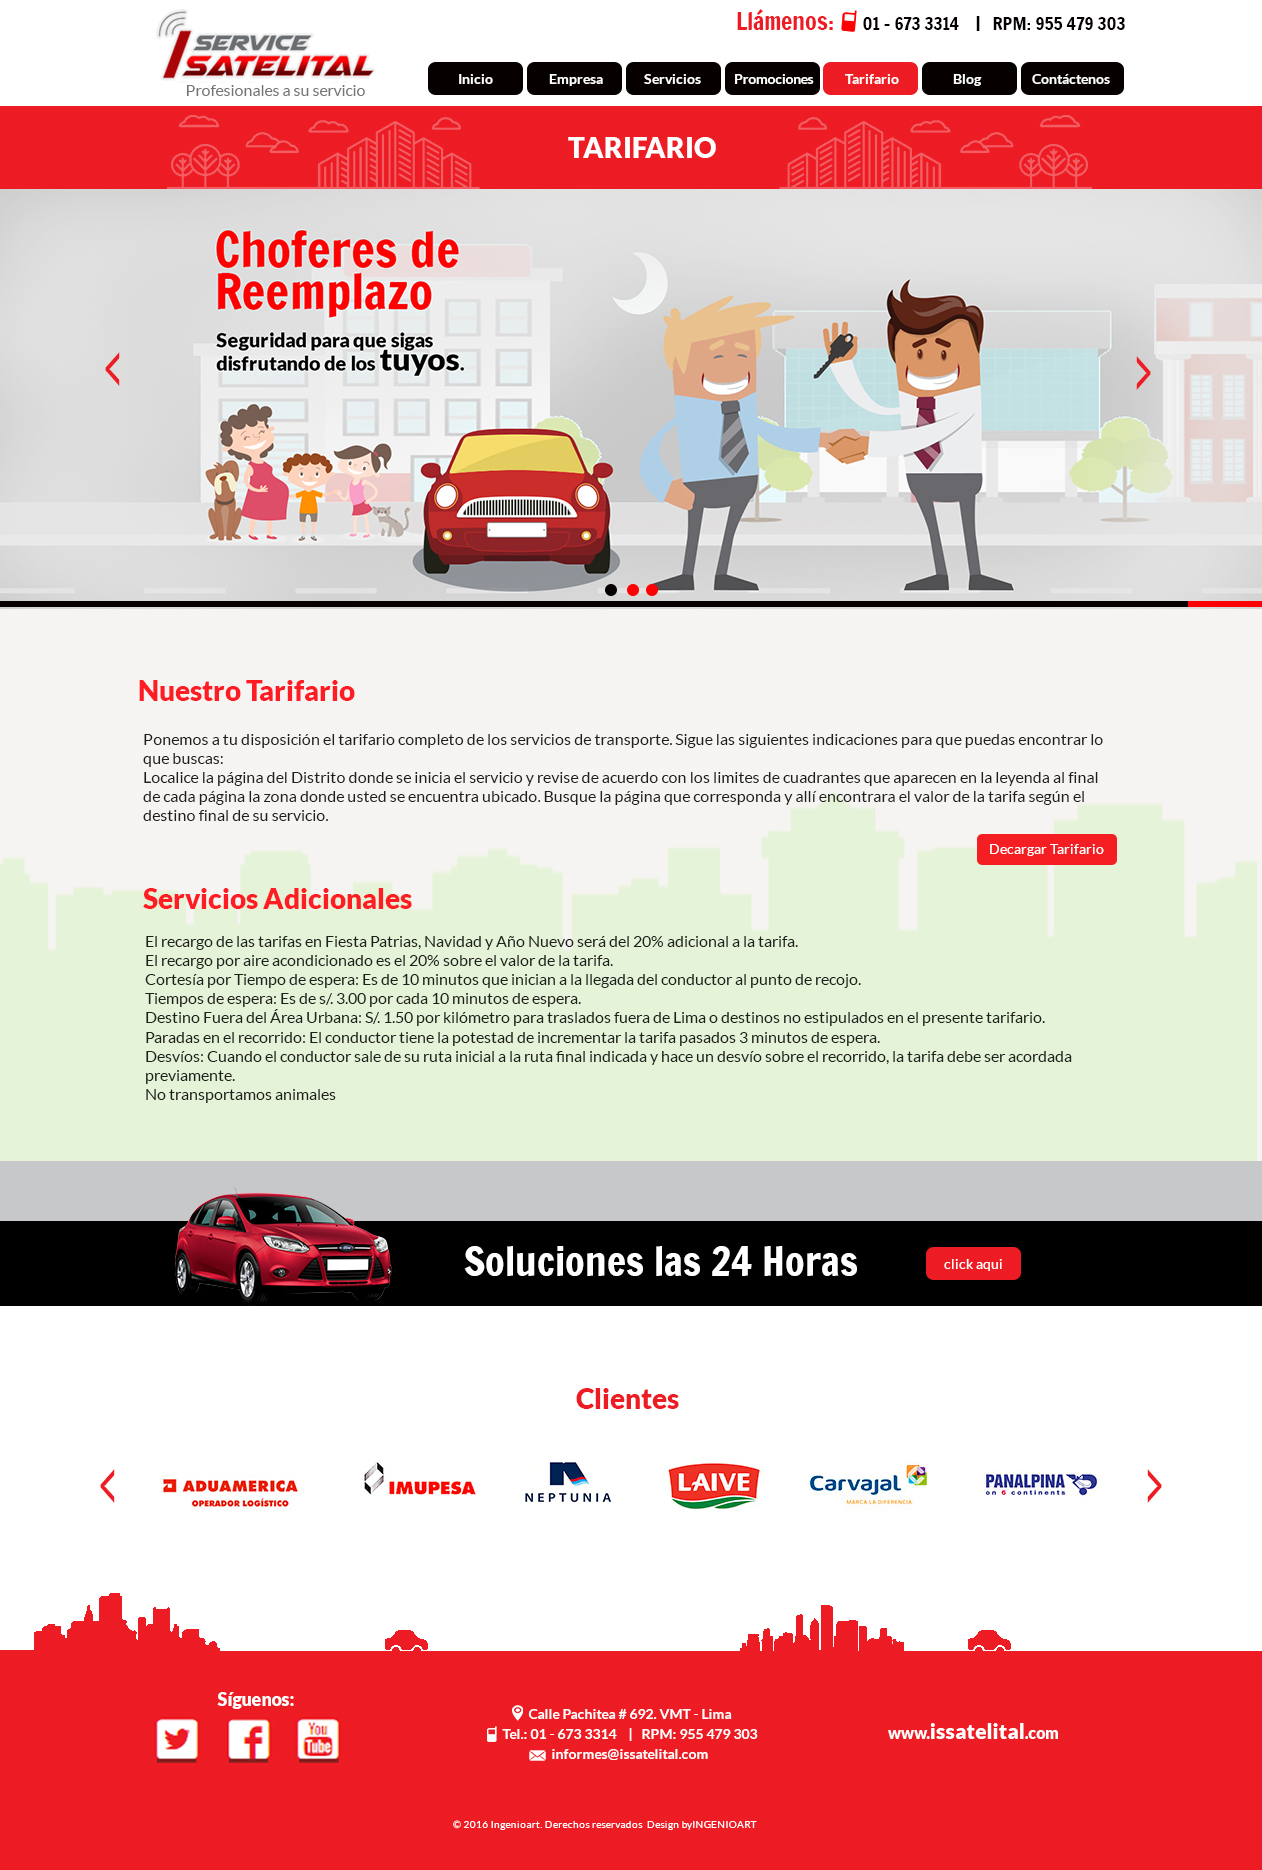 Llámenos: 01 - 673 3314 | RPM: 955 479 303
SERVICE
SATELITAL
Profesionales a su servicio
Inicio Empresa Servicios Promociones Tarifario Blog Contáctenos
TARIFARIO
Choferes de
Reemplazo
Seguridad para que sigas
disfrutando de los tuyos.
Nuestro Tarifario
Ponemos a tu disposición el tarifario completo de los servicios de transporte. Sigue las siguientes indicaciones para que puedas encontrar lo
que buscas:
Localice la página del Distrito donde se inicia el servicio y revise de acuerdo con los limites de cuadrantes que aparecen en la leyenda al final
de cada página la zona donde usted se encuentra ubicado. Busque la página que corresponda y allí encontrara el valor de la tarifa según el
destino final de su servicio.
Decargar Tarifario
Servicios Adicionales
El recargo de las tarifas en Fiesta Patrias, Navidad y Año Nuevo será del 20% adicional a la tarifa.
El recargo por aire acondicionado es el 20% sobre el valor de la tarifa.
Cortesía por Tiempo de espera: Es de 10 minutos que inician a la llegada del conductor al punto de recojo.
Tiempos de espera: Es de s/. 3.00 por cada 10 minutos de espera.
Destino Fuera del Área Urbana: S/. 1.50 por kilómetro para traslados fuera de Lima o destinos no estipulados en el presente tarifario.
Paradas en el recorrido: El conductor tiene la potestad de incrementar la tarifa pasados 3 minutos de espera.
Desvíos: Cuando el conductor sale de su ruta inicial a la ruta final indicada y hace un desvío sobre el recorrido, la tarifa debe ser acordada
previamente.
No transportamos animales
Soluciones las 24 Horas
click aqui
Clientes
ADUAMERICA
OPERADOR LOGÍSTICO
IMUPESA
NEPTUNIA
LAIVE
Carvajal
MARCA LA DIFERENCIA
PANALPINA
on 6 continents
Síguenos:
You
Tube
Calle Pachitea # 692. VMT - Lima
Tel.: 01 - 673 3314 | RPM: 955 479 303
informes@issatelital.com
www.issatelital.com
© 2016 Ingenioart. Derechos reservados Design byINGENIOART